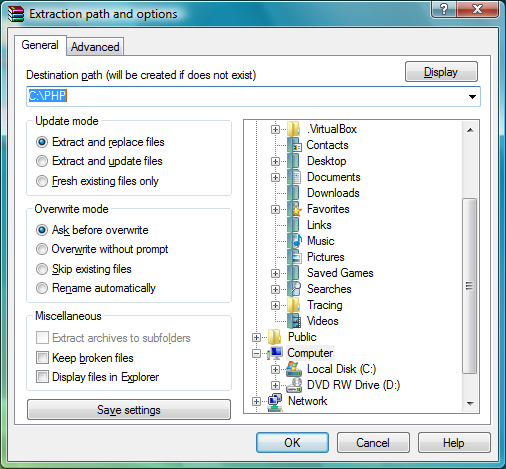 Extraction path and options
General
Advanced
Destination path (will be created if does not exist)
Display
C:\PHP
Update mode
Extract and replace files
Extract and update files
Fresh existing files only
Overwrite mode
Ask before overwrite
Overwrite without prompt
Skip existing files
Rename automatically
Miscellaneous
Extract archives to subfolders
Keep broken files
Display files in Explorer
Save settings
.VirtualBox
Contacts
Desktop
Documents
Downloads
Favorites
Links
Music
Pictures
Saved Games
Searches
Tracing
Videos
Public
Computer
Local Disk (C:)
DVD RW Drive (D:)
Network
OK
Cancel
Help